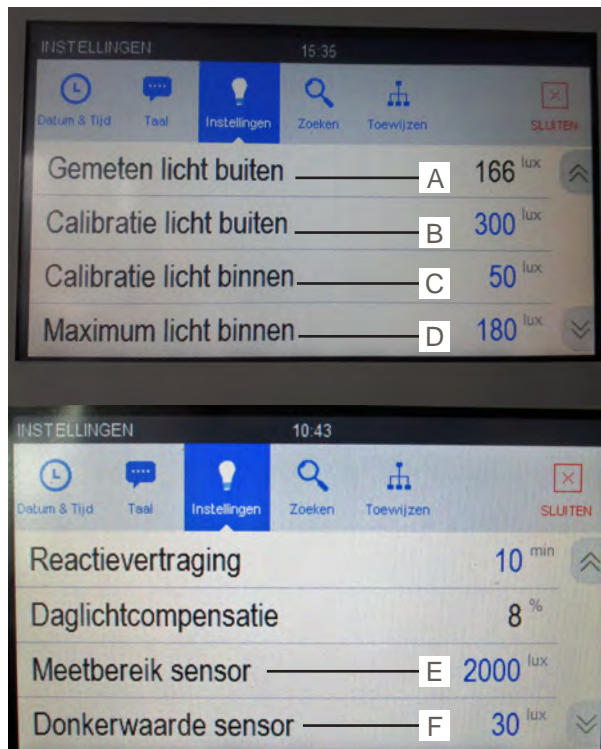 INSTELLINGEN 15:35
Datum & Tijd Taal Instellingen Zoeken Toewijzen SLUITEN
Gemeten licht buiten A 166 lux
Calibratie licht buiten B 300 lux
Calibratie licht binnen C 50 lux
Maximum licht binnen D 180 lux
INSTELLINGEN 10:43
Datum & Tijd Taal Instellingen Zoeken Toewijzen SLUITEN
Reactievertraging 10 min
Daglichtcompensatie 8 %
Meetbereik sensor E 2000 lux
Donkerwaarde sensor F 30 lux